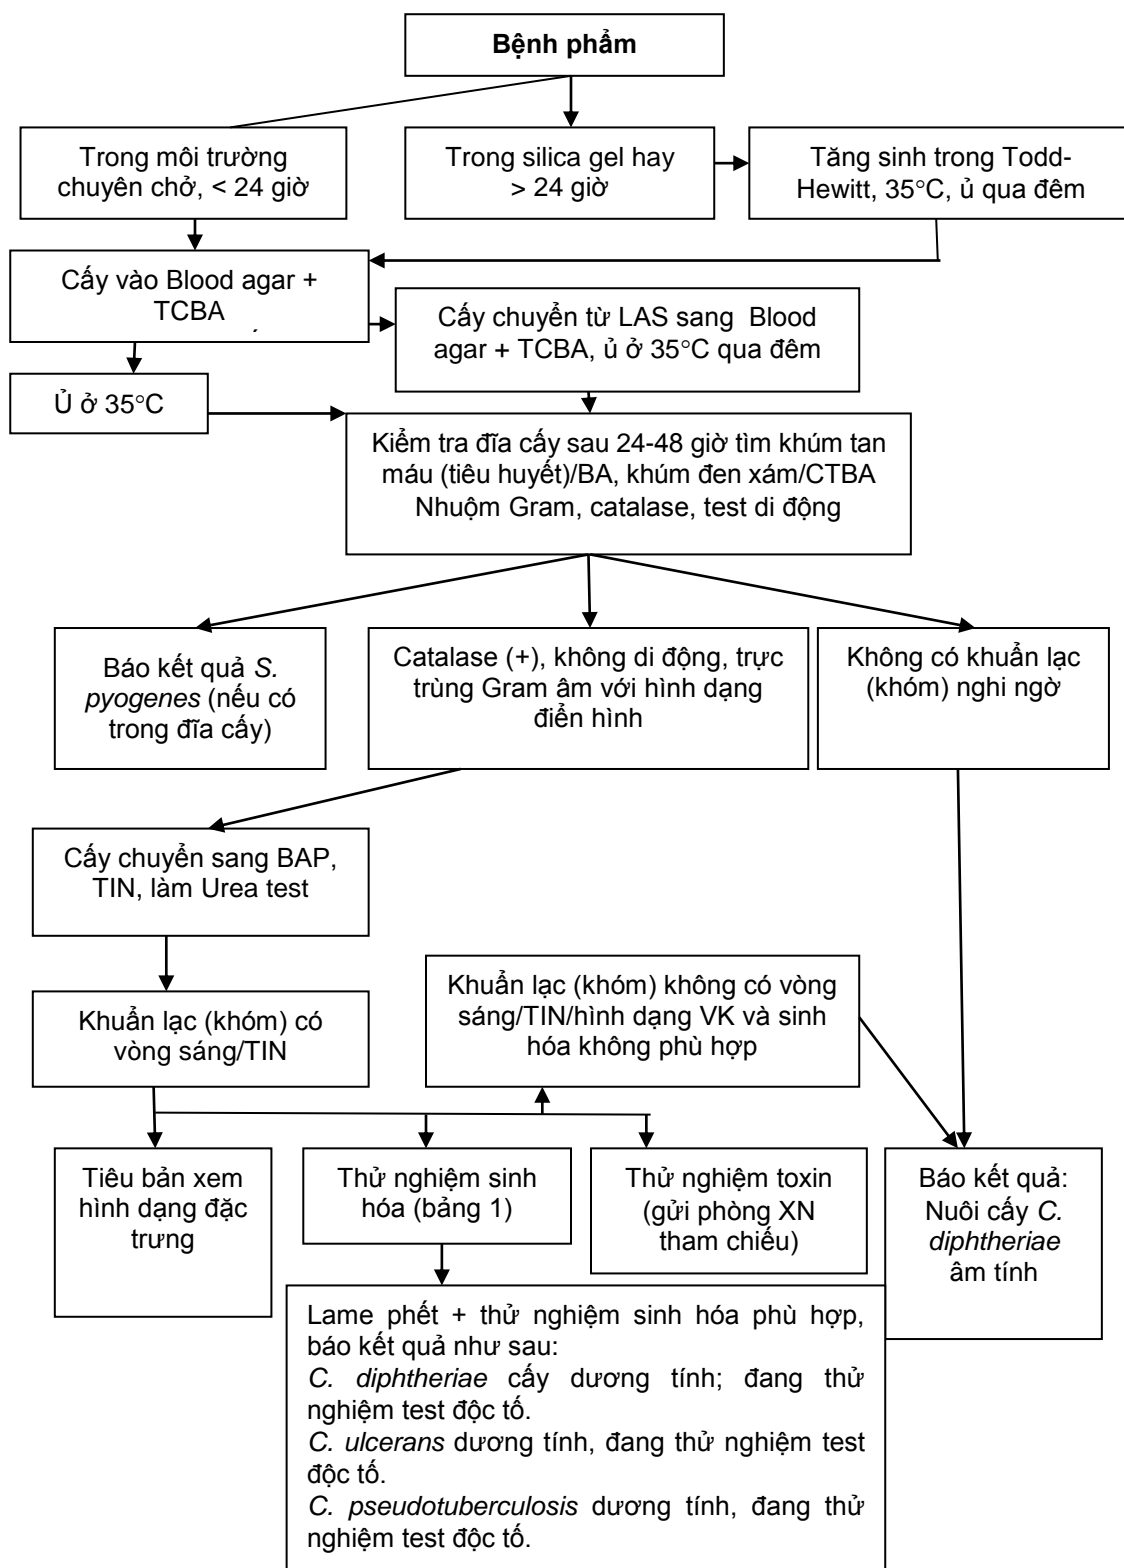 Bệnh phẩm
Trong môi trường
chuyên chở, < 24 giờ
Trong silica gel hay
> 24 giờ
Tăng sinh trong Todd-
Hewitt, 35°C, ủ qua đêm
Cấy vào Blood agar +
TCBA
Cấy chuyển từ LAS sang Blood
agar + TCBA, ủ ở 35°C qua đêm
Ủ ở 35°C
Kiểm tra đĩa cấy sau 24-48 giờ tìm khúm tan
máu (tiêu huyết)/BA, khúm đen xám/CTBA
Nhuộm Gram, catalase, test di động
Báo kết quả S.
pyogenes (nếu có
trong đĩa cấy)
Catalase (+), không di động, trực
trùng Gram âm với hình dạng
điển hình
Không có khuẩn lạc
(khóm) nghi ngờ
Cấy chuyển sang BAP,
TIN, làm Urea test
Khuẩn lạc (khóm) có
vòng sáng/TIN
Khuẩn lạc (khóm) không có vòng
sáng/TIN/hình dạng VK và sinh
hóa không phù hợp
Tiêu bản xem
hình dạng đặc
trưng
Thử nghiệm sinh
hóa (bảng 1)
Thử nghiệm toxin
(gửi phòng XN
tham chiếu)
Báo kết quả:
Nuôi cấy C.
diphtheriae
âm tính
Lame phết + thử nghiệm sinh hóa phù hợp,
báo kết quả như sau:
C. diphtheriae cấy dương tính; đang thử
nghiệm test độc tố.
C. ulcerans dương tính, đang thử nghiệm test
độc tố.
C. pseudotuberculosis dương tính, đang thử
nghiệm test độc tố.